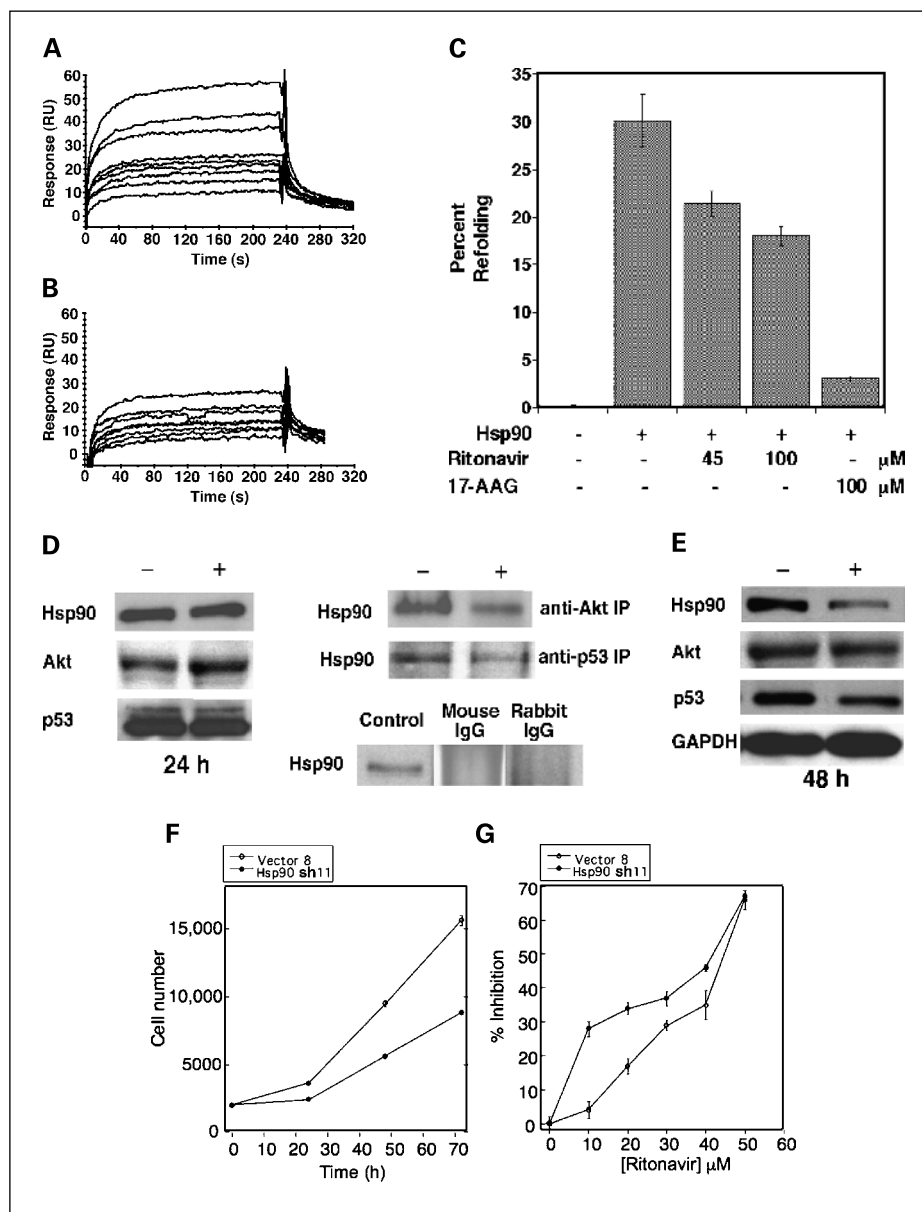 A
Response (RU)
60
50
40
30
20
10
0
0 40 80 120 160 200 240 280 320
Time (s)
B
Response (RU)
60
50
40
30
20
10
0
0 40 80 120 160 200 240 280 320
Time (s)
C
Percent Refolding
35
30
25
20
15
10
5
0
Hsp90 - + + + +
Ritonavir - - 45 100 - μM
17-AAG - - - - 100 μM
D
- +
Hsp90
Akt
p53
24 h
- +
Hsp90 anti-Akt IP
Hsp90 anti-p53 IP
Control Mouse IgG Rabbit IgG
Hsp90
E
- +
Hsp90
Akt
p53
GAPDH
48 h
F
Vector 8
Hsp90 sh11
Cell number
15,000
10,000
5000
0
0 10 20 30 40 50 60 70
Time (h)
G
Vector 8
Hsp90 sh11
% Inhibition
70
60
50
40
30
20
10
0
0 10 20 30 40 50 60
[Ritonavir] μM